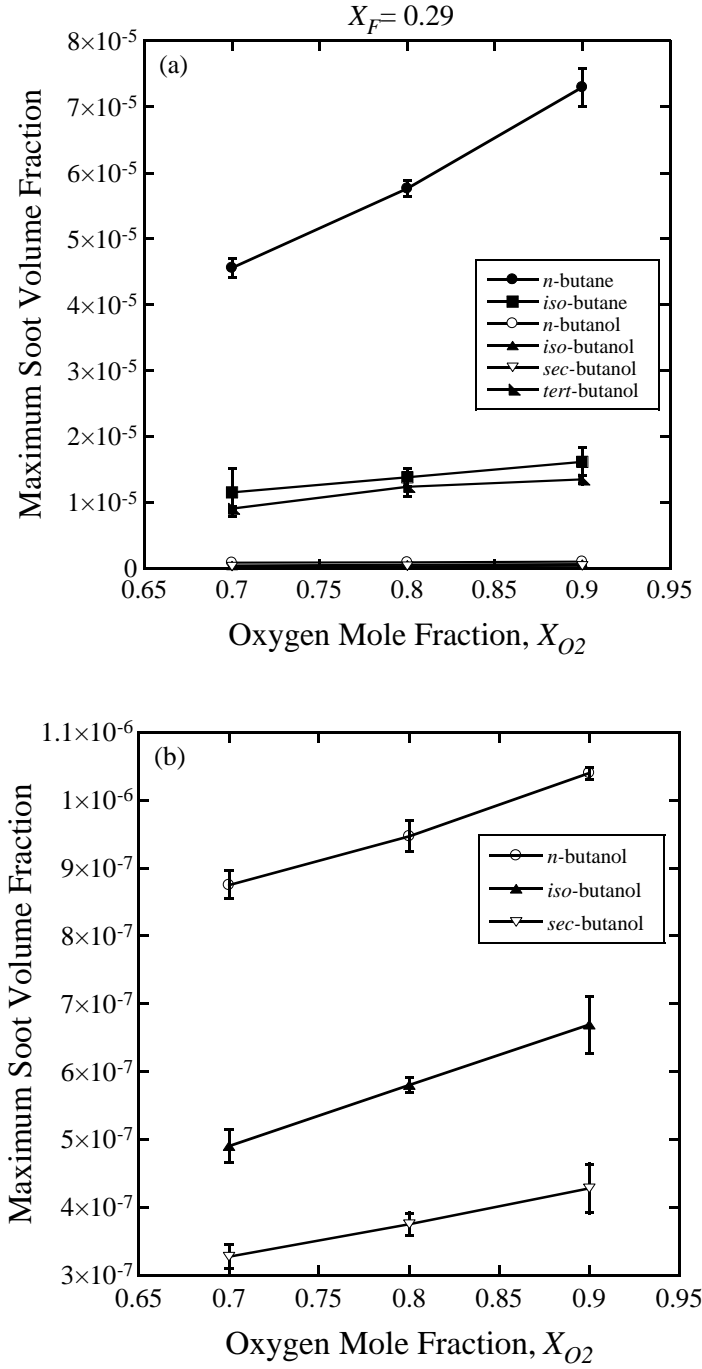 X_F = 0.29
(a)
8×10⁻⁵
7×10⁻⁵
6×10⁻⁵
5×10⁻⁵
4×10⁻⁵
3×10⁻⁵
2×10⁻⁵
1×10⁻⁵
0
Maximum Soot Volume Fraction
n-butane
iso-butane
n-butanol
iso-butanol
sec-butanol
tert-butanol
0.65 0.7 0.75 0.8 0.85 0.9 0.95
Oxygen Mole Fraction, X_O2
(b)
1.1×10⁻⁶
1×10⁻⁶
9×10⁻⁷
8×10⁻⁷
7×10⁻⁷
6×10⁻⁷
5×10⁻⁷
4×10⁻⁷
3×10⁻⁷
Maximum Soot Volume Fraction
n-butanol
iso-butanol
sec-butanol
0.65 0.7 0.75 0.8 0.85 0.9 0.95
Oxygen Mole Fraction, X_O2